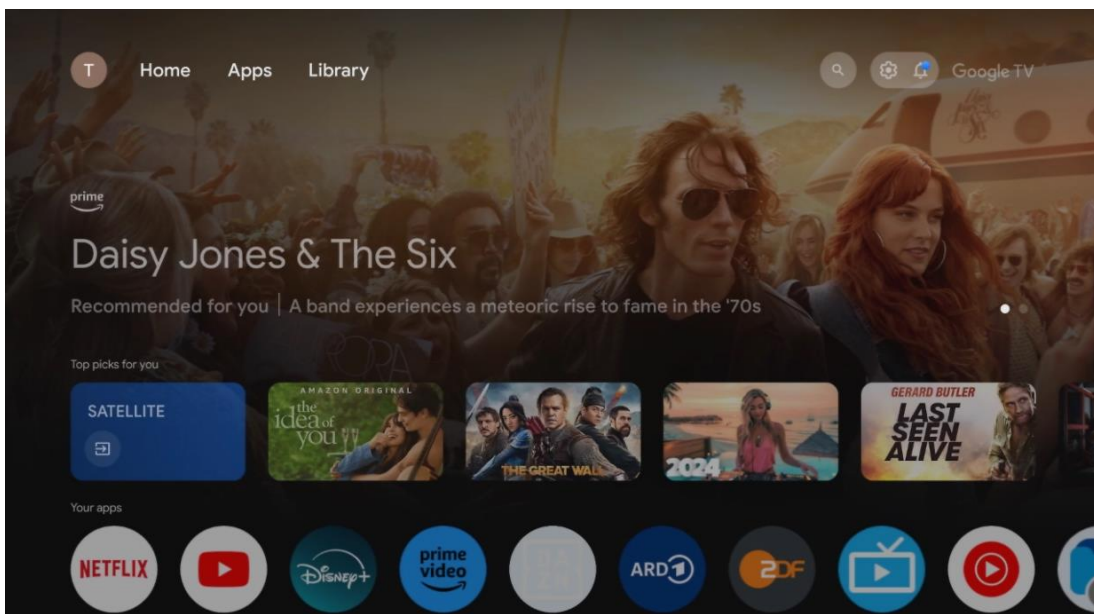 T
Home
Apps
Library
Google TV
prime
Daisy Jones & The Six
Recommended for you | A band experiences a meteoric rise to fame in the '70s
Top picks for you
SATELLITE
AMAZON ORIGINAL
the
idea of
you
THE GREAT WALL
2024
GERARD BUTLER
LAST
SEEN
ALIVE
Your apps
NETFLIX
Disney+
prime
video
DAZN
ARD
ZDF